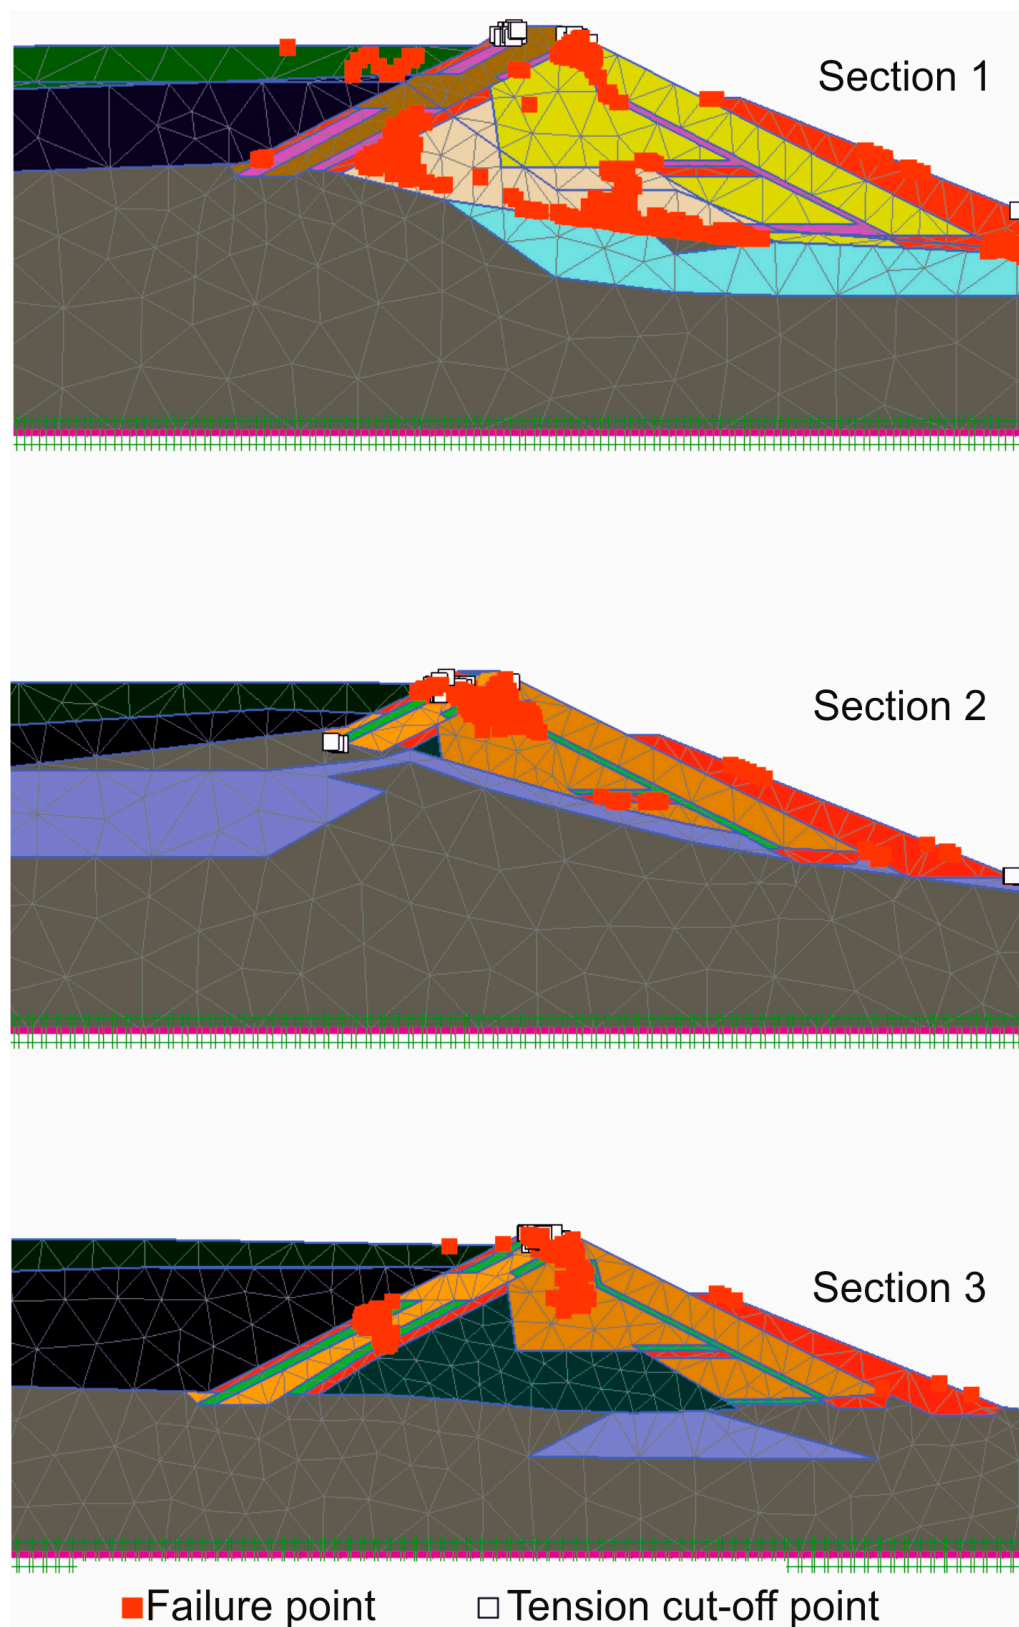 Section 1
Section 2
Section 3
Failure point
Tension cut-off point